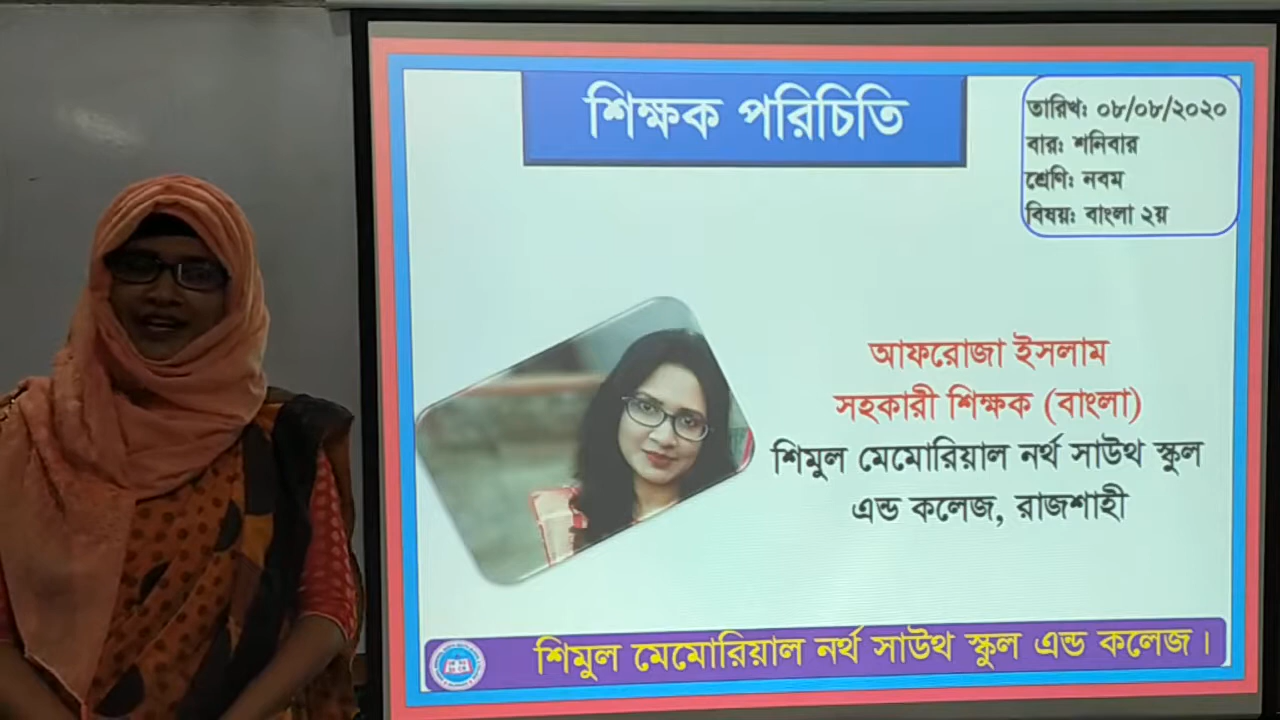 শিক্ষক পরিচিতি
তারিখ: ০৮/০৮/২০২০
বার: শনিবার
শ্রেণি: নবম
বিষয়: বাংলা ২য়
আফরোজা ইসলাম
সহকারী শিক্ষক (বাংলা)
শিমুল মেমোরিয়াল নর্থ সাউথ স্কুল
এন্ড কলেজ, রাজশাহী
শিমুল মেমোরিয়াল নর্থ সাউথ স্কুল এন্ড কলেজ।